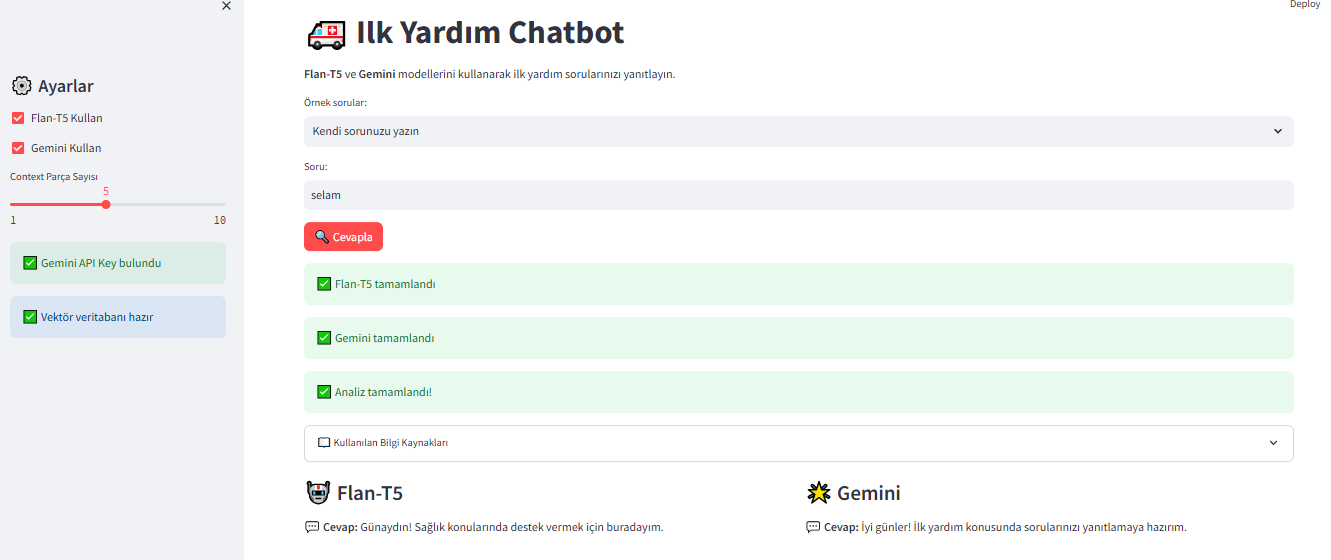 Deploy
Ilk Yardım Chatbot
Flan-T5 ve Gemini modellerini kullanarak ilk yardım sorularınızı yanıtlayın.
Ayarlar
Flan-T5 Kullan
Gemini Kullan
Context Parça Sayısı
5
1 10
Gemini API Key bulundu
Vektör veritabanı hazır
Örnek sorular:
Kendi sorunuzu yazın
Soru:
selam
Cevapla
Flan-T5 tamamlandı
Gemini tamamlandı
Analiz tamamlandı!
Kullanılan Bilgi Kaynakları
Flan-T5
Cevap: Günaydın! Sağlık konularında destek vermek için buradayım.
Gemini
Cevap: İyi günler! İlk yardım konusunda sorularınızı yanıtlamaya hazırım.